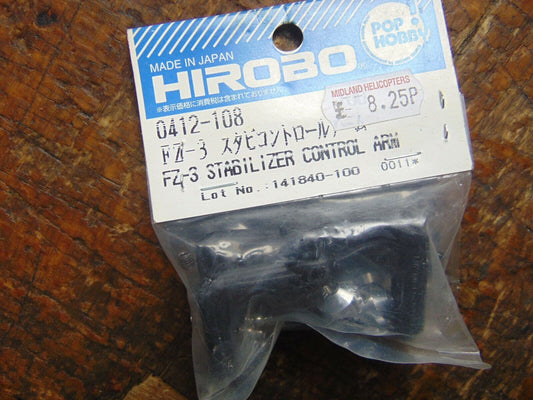 POP
HOBBY!
MADE IN JAPAN
HIROBO
※表示価格に消費税は含まれておりません。
MIDLAND HELICOPTERS
£ 8.25P
0412-108
FZ-3 スタビコントロール
FZ-3 STABILIZER CONTROL ARM
Lot No.:141840-100 0011*